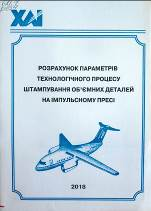 ХАІ
РОЗРАХУНОК ПАРАМЕТРІВ
ТЕХНОЛОГІЧНОГО ПРОЦЕСУ
ШТАМПУВАННЯ ОБ'ЄМНИХ ДЕТАЛЕЙ
НА ІМПУЛЬСНОМУ ПРЕСІ
2018